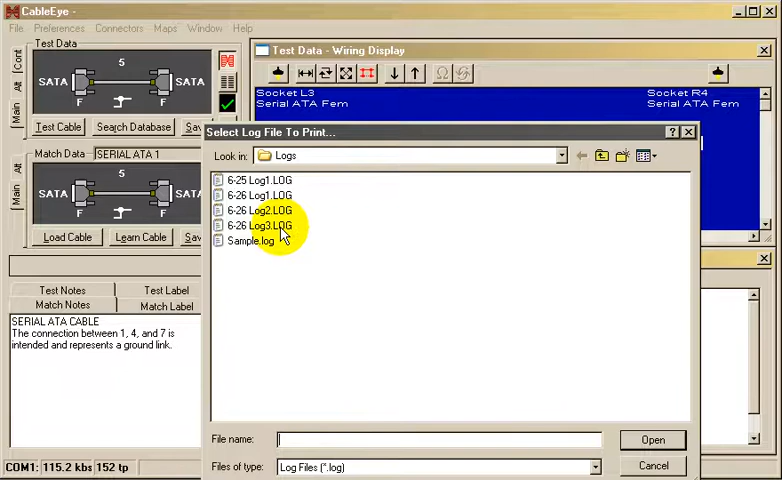 CableEye -
File Preferences Connectors Maps Window Help
Test Data
Cont
Alt
Main
5
SATA SATA
F F
Test Cable Search Database Sav
Match Data SERIAL ATA 1
Alt
Main
5
SATA SATA
F F
Load Cable Learn Cable Sav
Test Notes Test Label
Match Notes Match Label
SERIAL ATA CABLE
The connection between 1, 4, and 7 is
intended and represents a ground link.
COM1: 115.2 kbs 152 tp
Test Data - Wiring Display
Socket L3 Socket R4
Serial ATA Fem Serial ATA Fem
Select Log File To Print...
Look in: Logs
6-25 Log1.LOG
6-26 Log1.LOG
6-26 Log2.LOG
6-26 Log3.LOG
Sample.log
File name: Open
Files of type: Log Files (*.log) Cancel